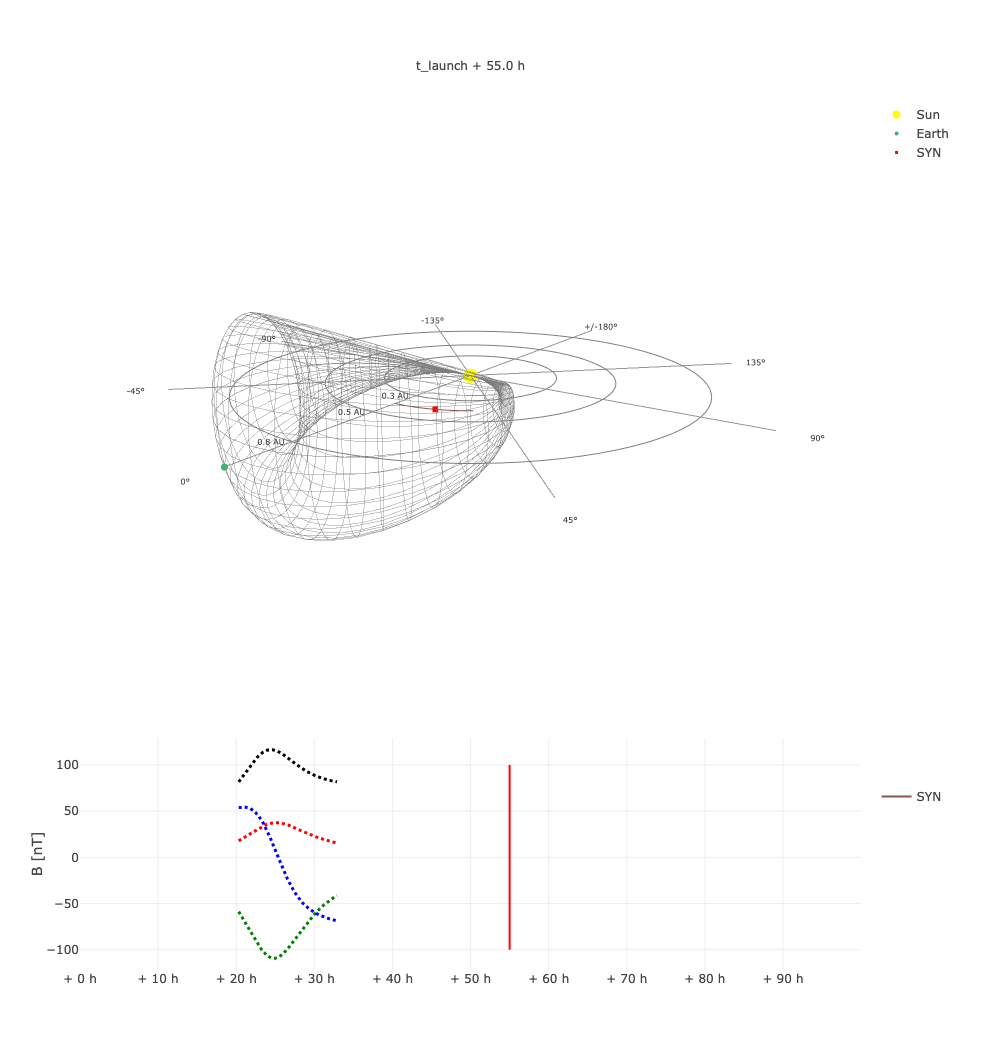 t_launch + 55.0 h
Sun
Earth
SYN
-135°
+/-180°
-90°
135°
-45°
0.3 AU
0.5 AU
90°
0.8 AU
0°
45°
B [nT]
100
50
0
−50
−100
+ 0 h
+ 10 h
+ 20 h
+ 30 h
+ 40 h
+ 50 h
+ 60 h
+ 70 h
+ 80 h
+ 90 h
SYN